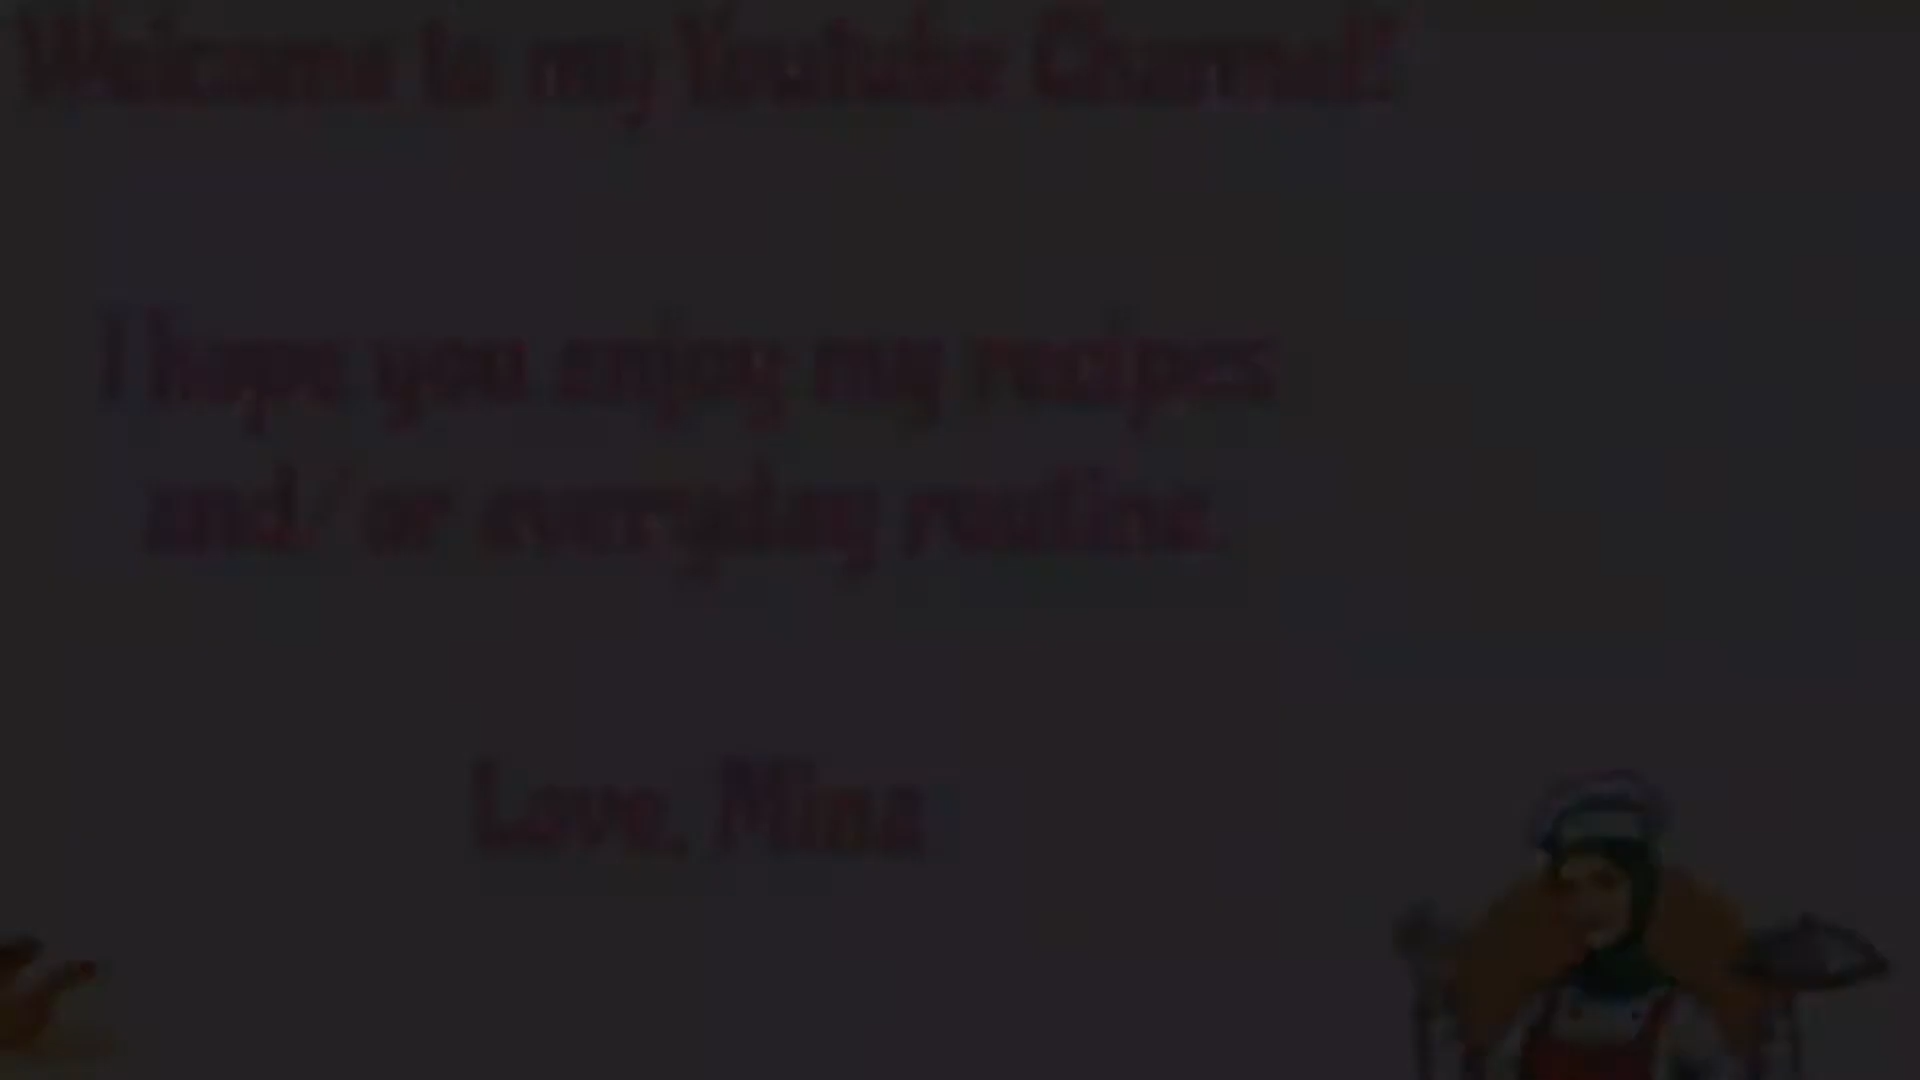 Welcome to my Youtube Channel!
I hope you enjoy my recipes
and/ or everyday routine.
Love, Mina